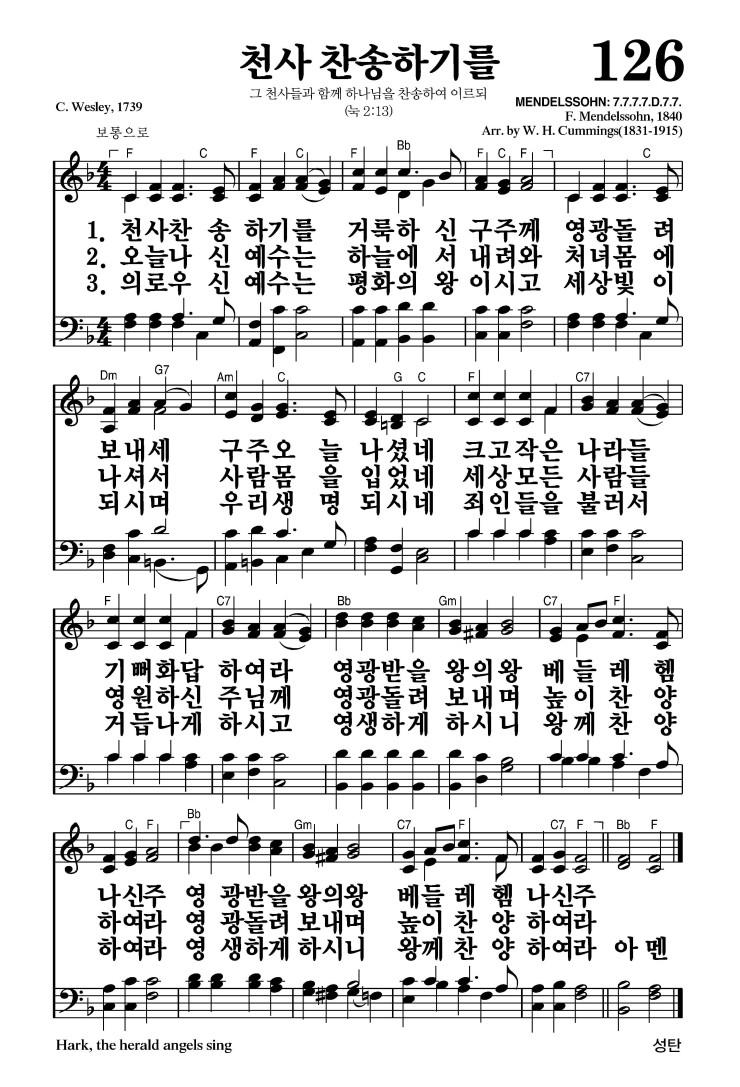 천사 찬송하기를
126
그 천사들과 함께 하나님을 찬송하여 이르되
(눅 2:13)
C. Wesley, 1739
MENDELSSOHN: 7.7.7.7.D.7.7.
F. Mendelssohn, 1840
Arr. by W. H. Cummings(1831-1915)
보통으로
F C F C F Bb F C F C
1. 천사찬 송 하기를 거룩하 신 구주께 영광돌 려
2. 오늘나 신 예수는 하늘에 서 내려와 처녀몸 에
3. 의로우 신 예수는 평화의 왕 이시고 세상빛 이
Dm G7 Am C G C F C7
보내세 구주오 늘 나셨네 크고작은 나라들
나셔서 사람몸 을 입었네 세상모든 사람들
되시며 우리생 명 되시네 죄인들을 불러서
F C7 Bb Gm C7 F
기뻐화답 하여라 영광받을 왕의왕 베 들 레 헴
영원하신 주님께 영광돌려 보내며 높 이 찬 양
거듭나게 하시고 영생하게 하시니 왕 께 찬 양
C F Bb Gm C7 F C7 F Bb F
나신주 영 광받을 왕의왕 베들 레 헴 나신주
하여라 영 광돌려 보내며 높이 찬 양 하여라
하여라 영 생하게 하시니 왕께 찬 양 하여라 아 멘
Hark, the herald angels sing
성탄